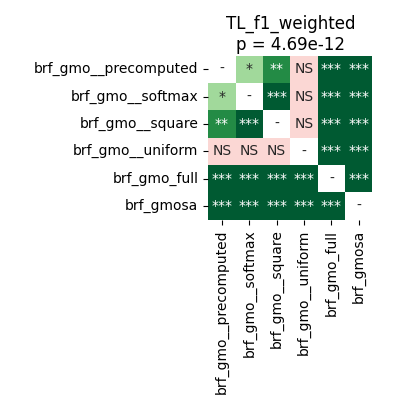 TL_f1_weighted
p = 4.69e-12
brf_gmo__precomputed - * ** NS *** ***
brf_gmo__softmax * - *** NS *** ***
brf_gmo__square ** *** - NS *** ***
brf_gmo__uniform NS NS NS - *** ***
brf_gmo_full *** *** *** *** - ***
brf_gmosa *** *** *** *** *** -
brf_gmo__precomputed
brf_gmo__softmax
brf_gmo__square
brf_gmo__uniform
brf_gmo_full
brf_gmosa